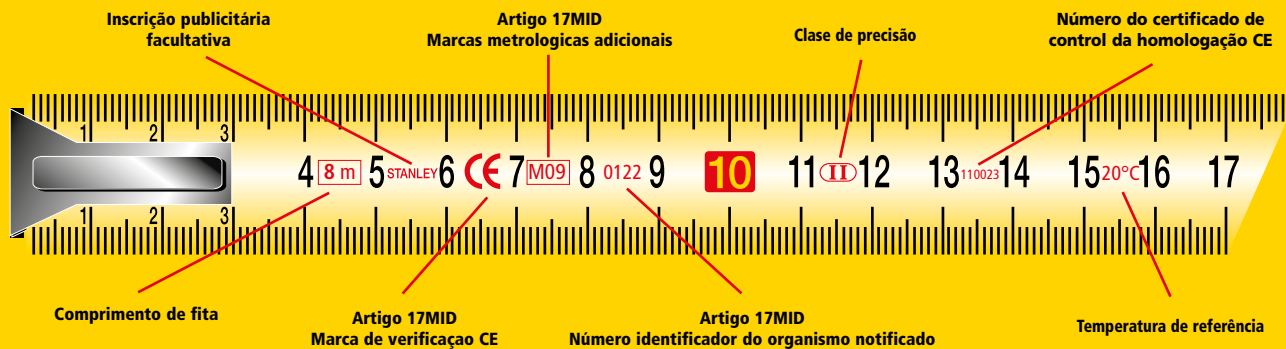 Inscrição publicitária
facultativa
Artigo 17MID
Marcas metrologicas adicionais
Clase de precisão
Número do certificado de
control da homologação CE
1 2 3
4 8 m 5 STANLEY 6 CE 7 M09 8 0122 9 10 11 II 12 13 110023 14 15 20°C 16 17
1 2 3
Comprimento de fita
Artigo 17MID
Marca de verificaçao CE
Artigo 17MID
Número identificador do organismo notificado
Temperatura de referência